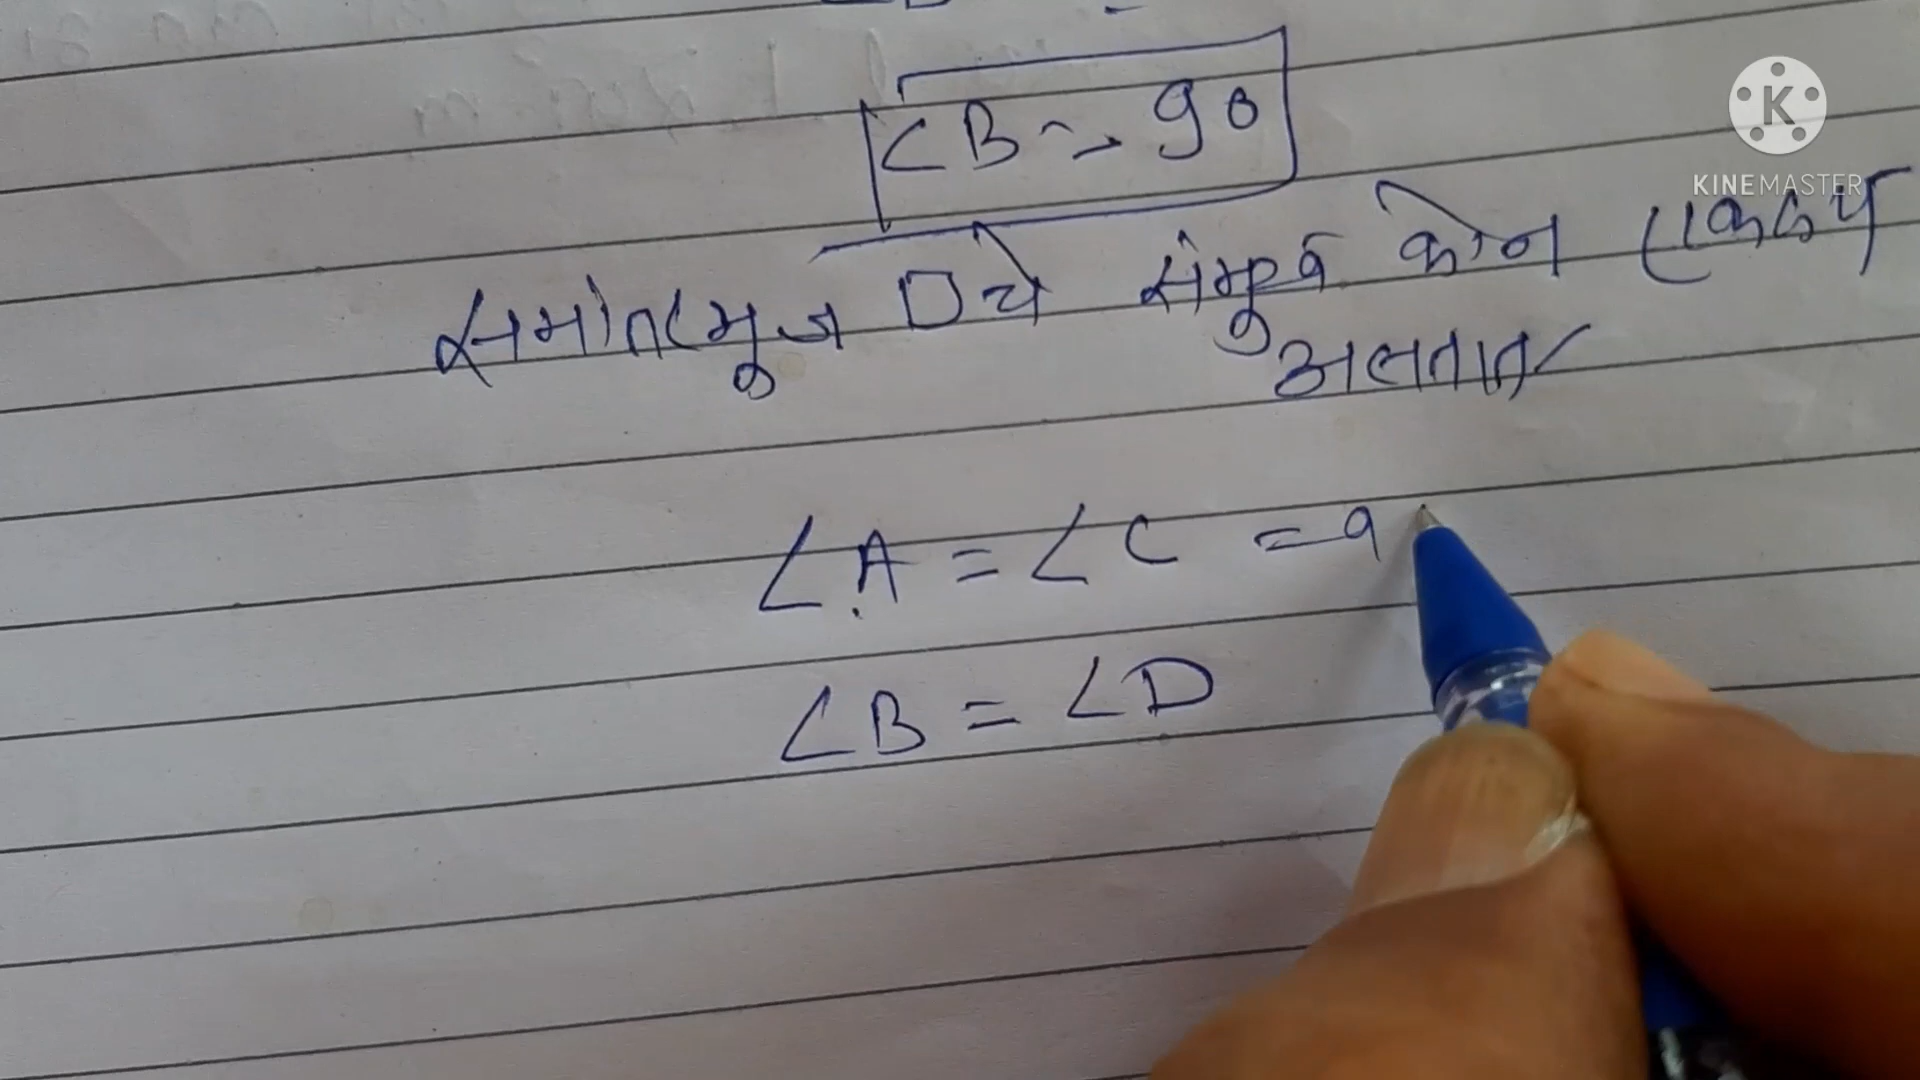 ∠B = 90
KINEMASTER
समांतरभुज □चे संमुख कोन एकरूप
असतात
∠A = ∠C = 9
∠B = ∠D